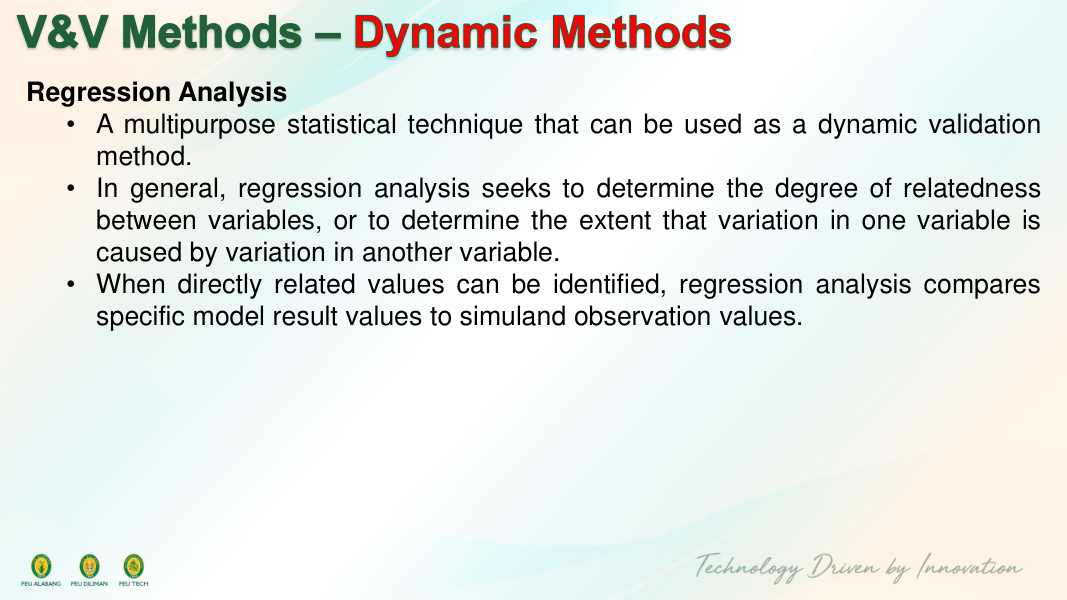 V&V Methods – Dynamic Methods
Regression Analysis
• A multipurpose statistical technique that can be used as a dynamic validation
method.
• In general, regression analysis seeks to determine the degree of relatedness
between variables, or to determine the extent that variation in one variable is
caused by variation in another variable.
• When directly related values can be identified, regression analysis compares
specific model result values to simuland observation values.
FEU ALABANG FEU DILIMAN FEU TECH
Technology Driven by Innovation